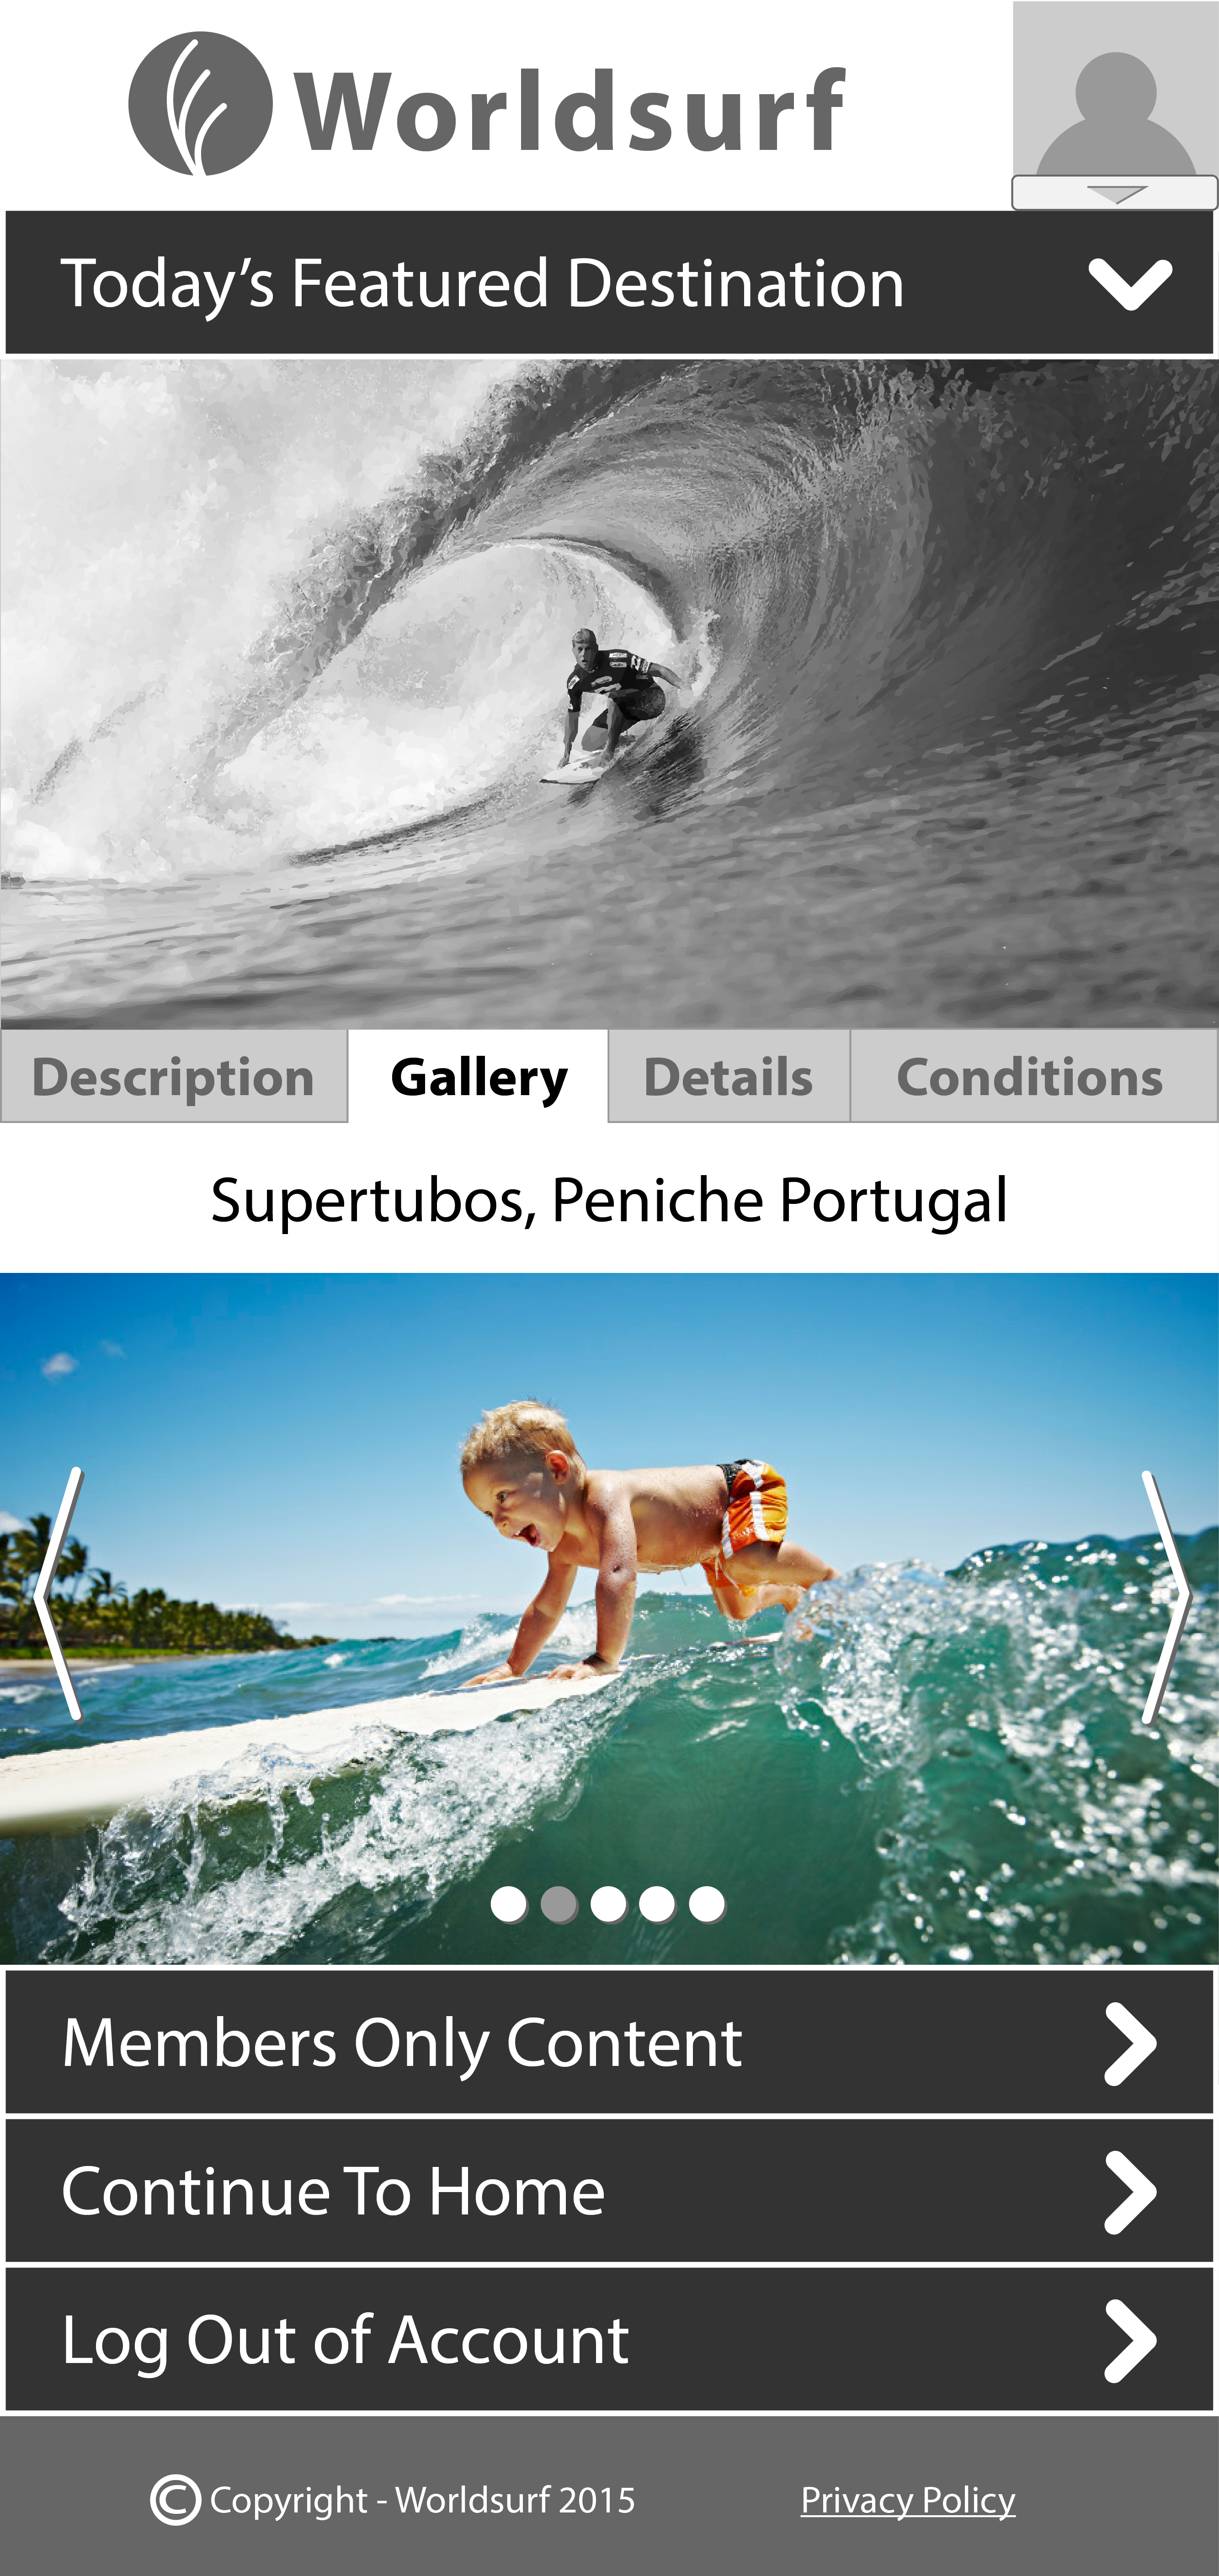 Worldsurf
Today’s Featured Destination
Description Gallery Details Conditions
Supertubos, Peniche Portugal
Members Only Content
Continue To Home
Log Out of Account
© Copyright - Worldsurf 2015 Privacy Policy